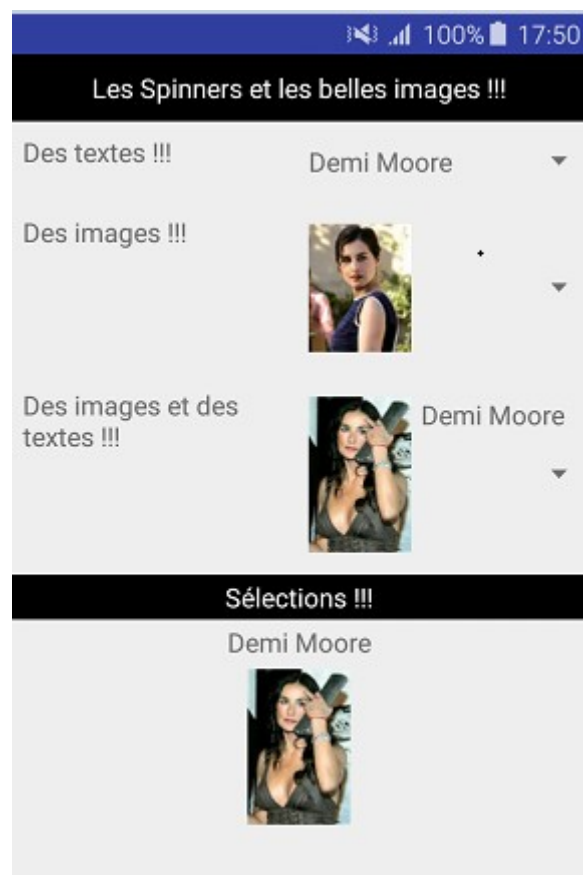 100% 17:50
Les Spinners et les belles images !!!
Des textes !!!
Demi Moore
Des images !!!
Des images et des
textes !!!
Demi Moore
Sélections !!!
Demi Moore